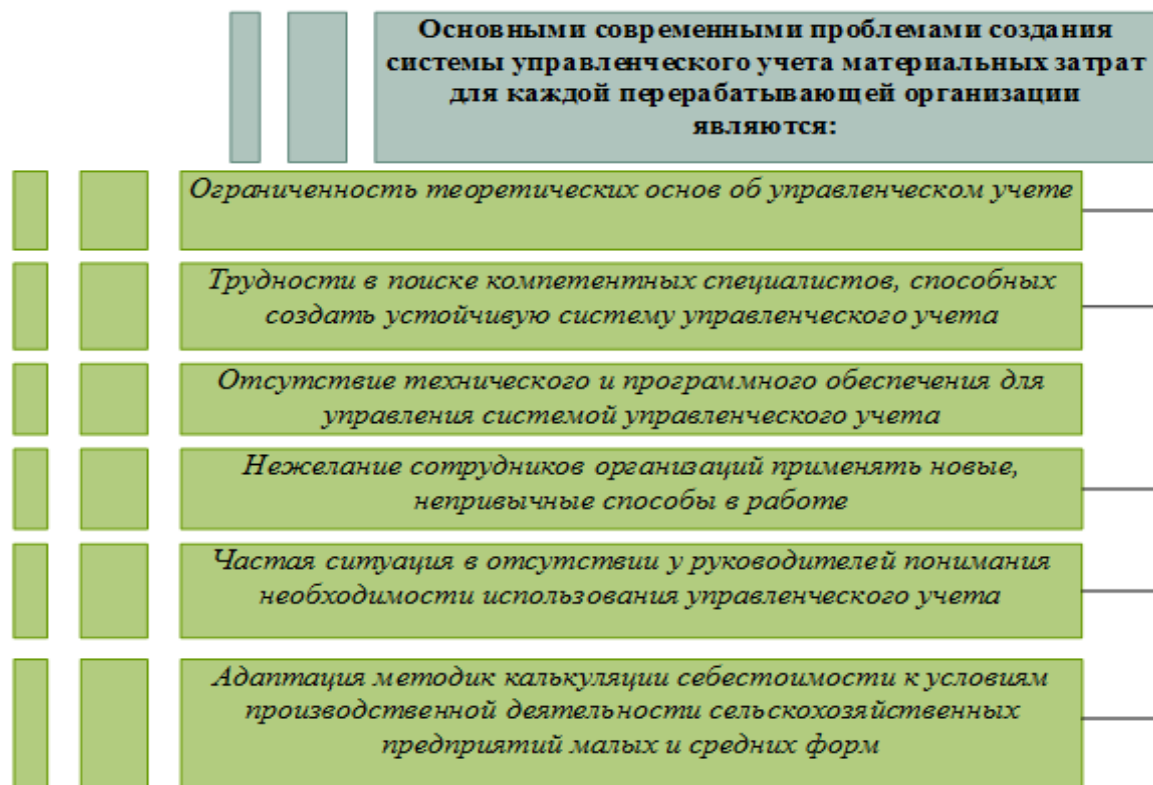 Основными современными проблемами создания
системы управленческого учета материальных затрат
для каждой перерабатывающей организации
являются:
Ограниченность теоретических основ об управленческом учете
Трудности в поиске компетентных специалистов, способных
создать устойчивую систему управленческого учета
Отсутствие технического и программного обеспечения для
управления системой управленческого учета
Нежелание сотрудников организаций применять новые,
непривычные способы в работе
Частая ситуация в отсутствии у руководителей понимания
необходимости использования управленческого учета
Адаптация методик калькуляции себестоимости к условиям
производственной деятельности сельскохозяйственных
предприятий малых и средних форм